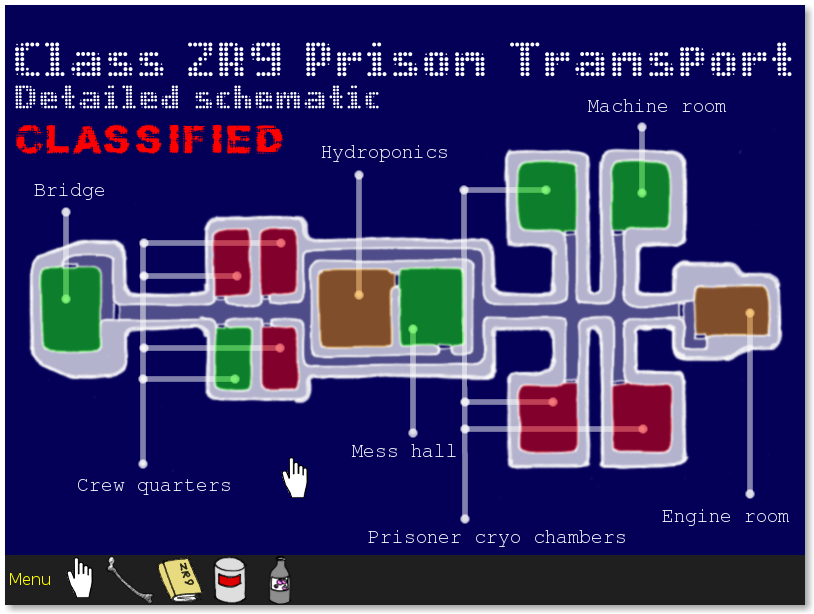 Class ZR9 Prison Transport
Detailed schematic
CLASSIFIED
Machine room
Hydroponics
Bridge
Mess hall
Crew quarters
Engine room
Prisoner cryo chambers
Menu
ZR9